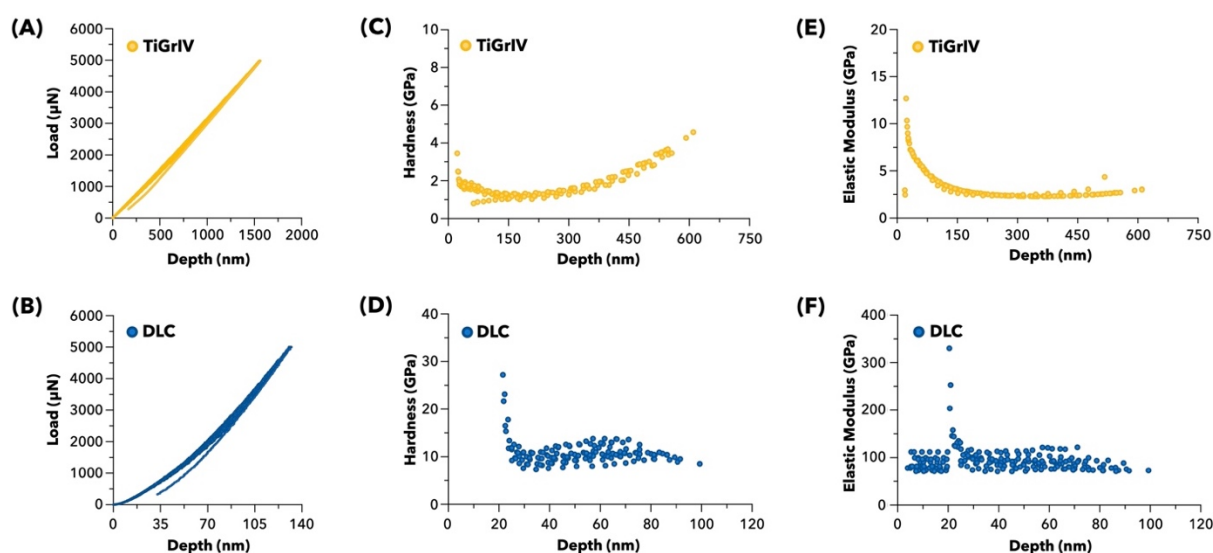 (A)
TiGrIV
Load (µN)
6000
5000
4000
3000
2000
1000
0
0 500 1000 1500 2000
Depth (nm)
(C)
TiGrIV
Hardness (GPa)
10
8
6
4
2
0
0 150 300 450 600 750
Depth (nm)
(E)
TiGrIV
Elastic Modulus (GPa)
20
15
10
5
0
0 150 300 450 600 750
Depth (nm)
(B)
DLC
Load (µN)
6000
5000
4000
3000
2000
1000
0
0 35 70 105 140
Depth (nm)
(D)
DLC
Hardness (GPa)
40
30
20
10
0
0 20 40 60 80 100 120
Depth (nm)
(F)
DLC
Elastic Modulus (GPa)
400
300
200
100
0
0 20 40 60 80 100 120
Depth (nm)